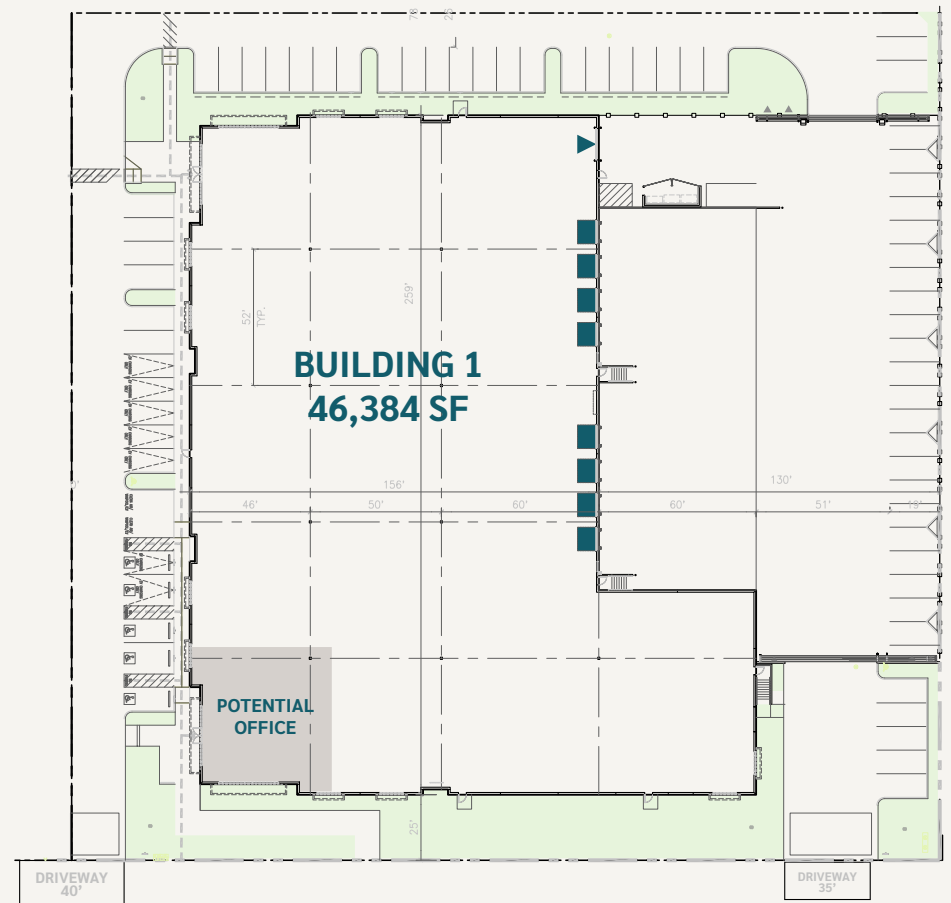 52'
TYP.
259'
BUILDING 1
46,384 SF
156'
130'
46'
50'
60'
60'
51'
19'
POTENTIAL
OFFICE
25'
DRIVEWAY
40'
DRIVEWAY
35'